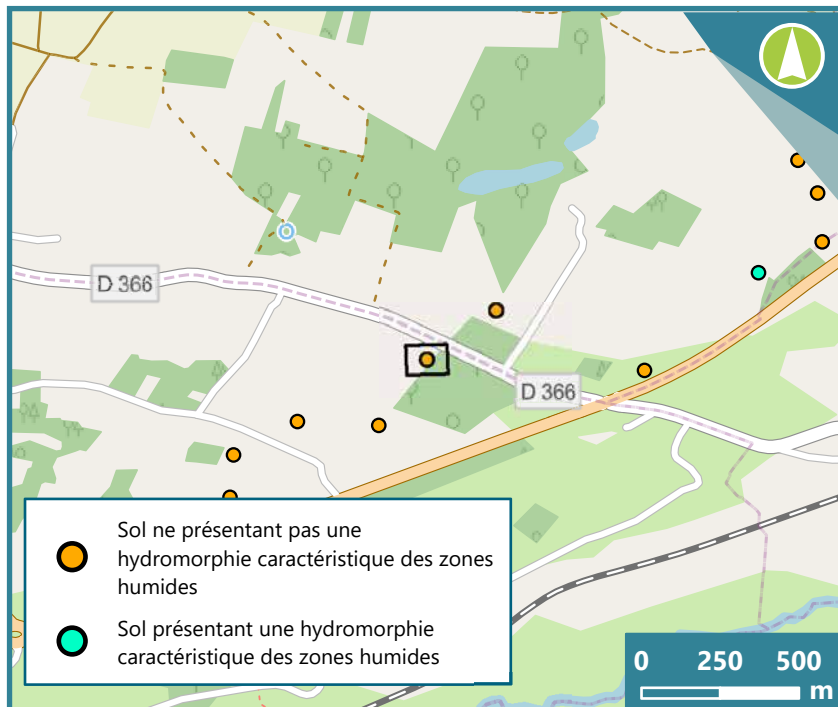 D 366
D 366
Sol ne présentant pas une
hydromorphie caractéristique des zones
humides
Sol présentant une hydromorphie
caractéristique des zones humides
0 250 500
m